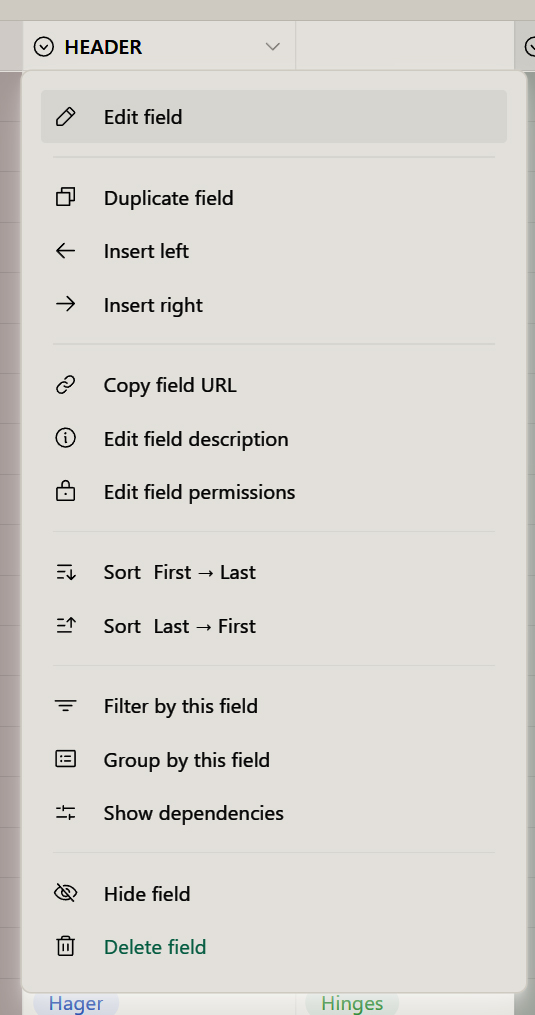 HEADER
Edit field
Duplicate field
Insert left
Insert right
Copy field URL
Edit field description
Edit field permissions
Sort First → Last
Sort Last → First
Filter by this field
Group by this field
Show dependencies
Hide field
Delete field
Hager Hinges